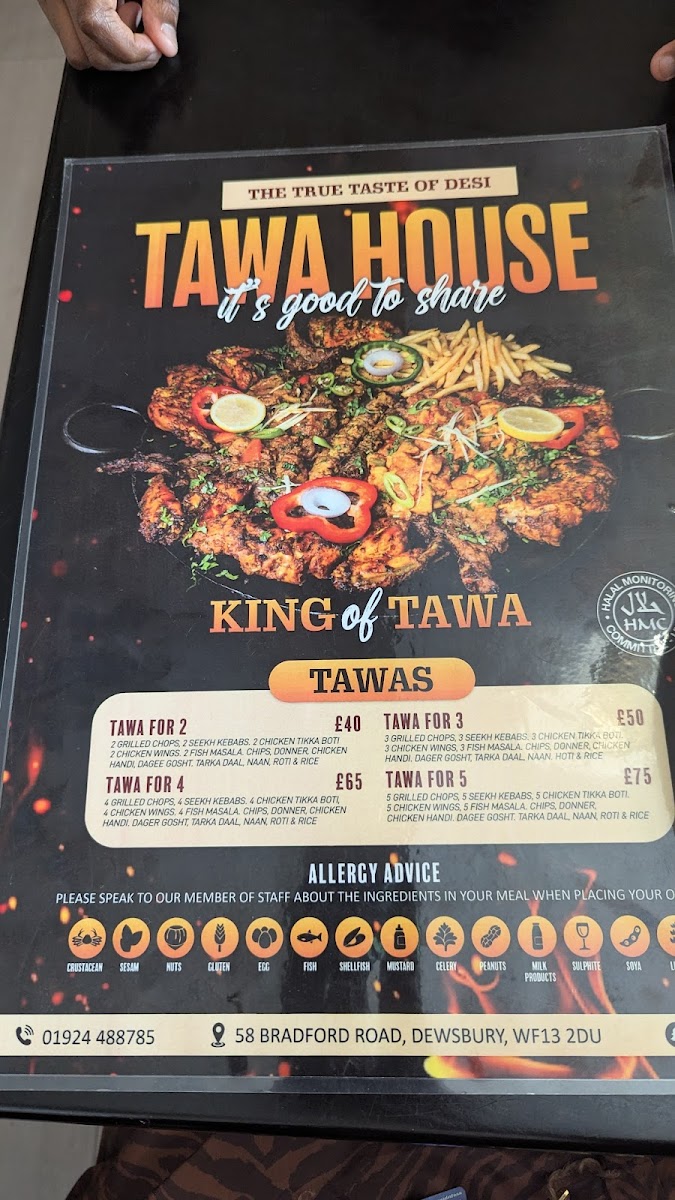 THE TRUE TASTE OF DESI
TAWA HOUSE
it's good to share
KING of TAWA
HALAL MONITORIN
حلال
HMC
COMMITT
TAWAS
TAWA FOR 2 £40
2 GRILLED CHOPS, 2 SEEKH KEBABS. 2 CHICKEN TIKKA BOTI
2 CHICKEN WINGS. 2 FISH MASALA. CHIPS, DONNER, CHICKEN
HANDI, DAGEE GOSHT. TARKA DAAL, NAAN, ROTI & RICE
TAWA FOR 3 £50
3 GRILLED CHOPS, 3 SEEKH KEBABS, 3 CHICKEN TIKKA BOTI,
3 CHICKEN WINGS, 3 FISH MASALA. CHIPS, DONNER, CHICKEN
HANDI. DAGER GOSHT, TARKA DAAL, NAAN, ROTI & RICE
TAWA FOR 4 £65
4 GRILLED CHOPS, 4 SEEKH KEBABS. 4 CHICKEN TIKKA BOTI,
4 CHICKEN WINGS. 4 FISH MASALA. CHIPS, DONNER, CHICKEN
HANDI. DAGER GOSHT, TARKA DAAL, NAAN, ROTI & RICE
TAWA FOR 5 £75
5 GRILLED CHOPS, 5 SEEKH KEBABS, 5 CHICKEN TIKKA BOTI.
5 CHICKEN WINGS, 5 FISH MASALA. CHIPS, DONNER,
CHICKEN HANDI. DAGEE GOSHT. TARKA DAAL, NAAN, ROTI & RICE
ALLERGY ADVICE
PLEASE SPEAK TO OUR MEMBER OF STAFF ABOUT THE INGREDIENTS IN YOUR MEAL WHEN PLACING YOUR O
CRUSTACEAN SESAM NUTS GLUTEN EGG FISH SHELLFISH MUSTARD CELERY PEANUTS MILK PRODUCTS SULPHITE SOYA
01924 488785 58 BRADFORD ROAD, DEWSBURY, WF13 2DU